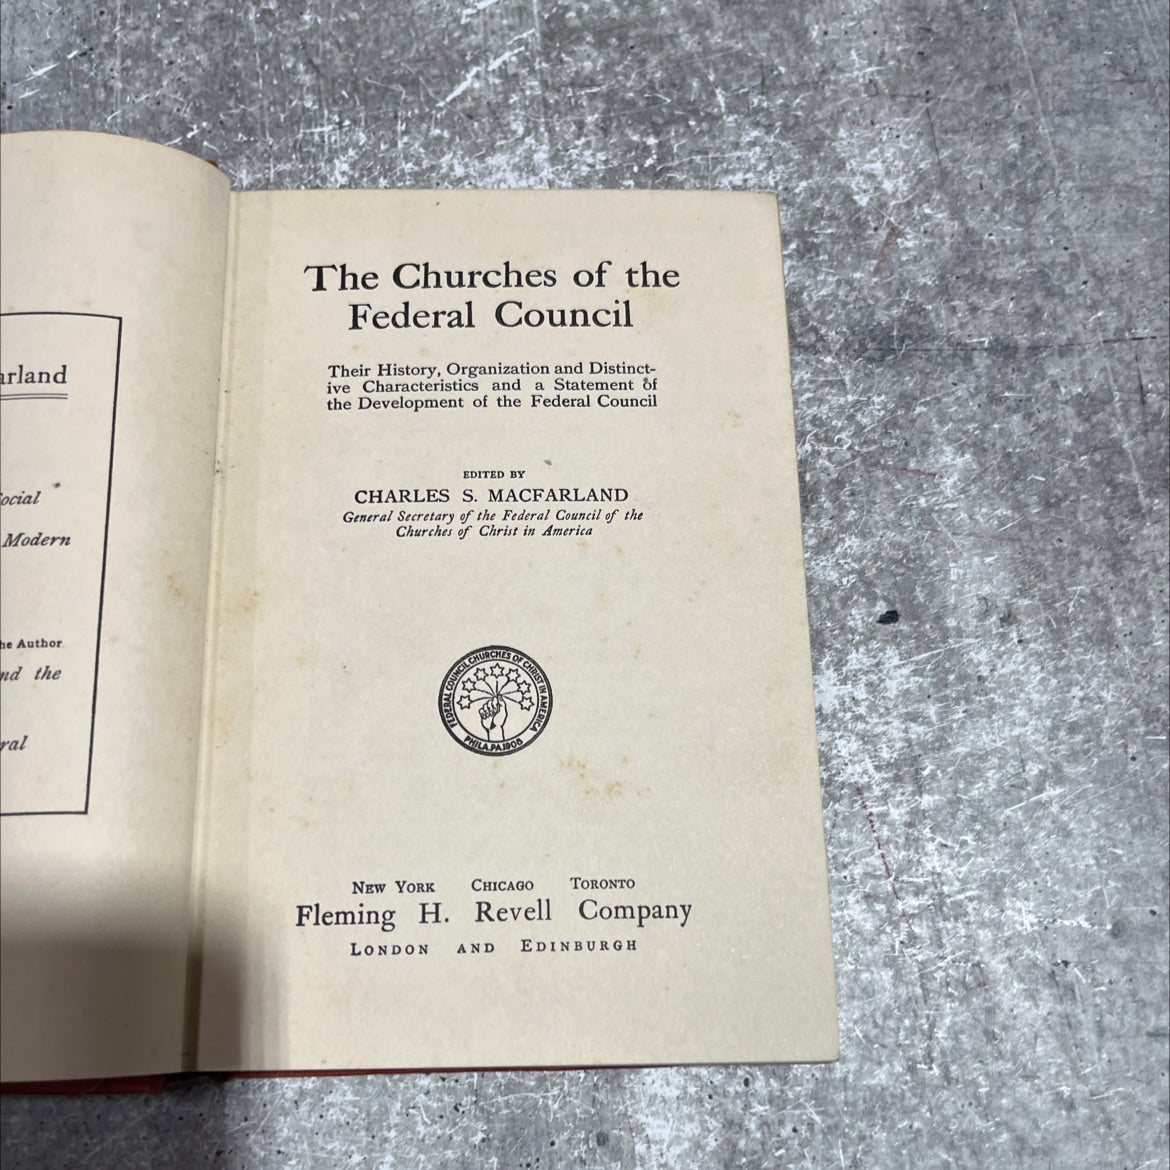 arland
ocial
Modern
he Author
nd the
ral
The Churches of the
Federal Council
Their History, Organization and Distinct-
ive Characteristics and a Statement of
the Development of the Federal Council
EDITED BY
CHARLES S. MACFARLAND
General Secretary of the Federal Council of the
Churches of Christ in America
FEDERAL COUNCIL CHURCHES OF CHRIST IN AMERICA
PHILA.PA.1908
NEW YORK CHICAGO TORONTO
Fleming H. Revell Company
LONDON AND EDINBURGH